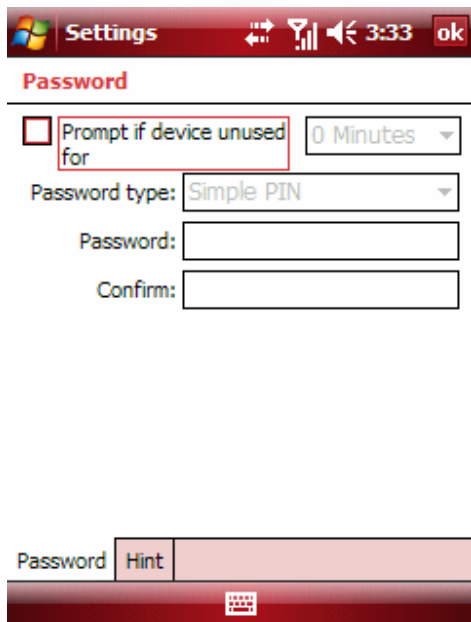 Settings 3:33 ok
Password
Prompt if device unused for 0 Minutes
Password type: Simple PIN
Password:
Confirm:
Password Hint